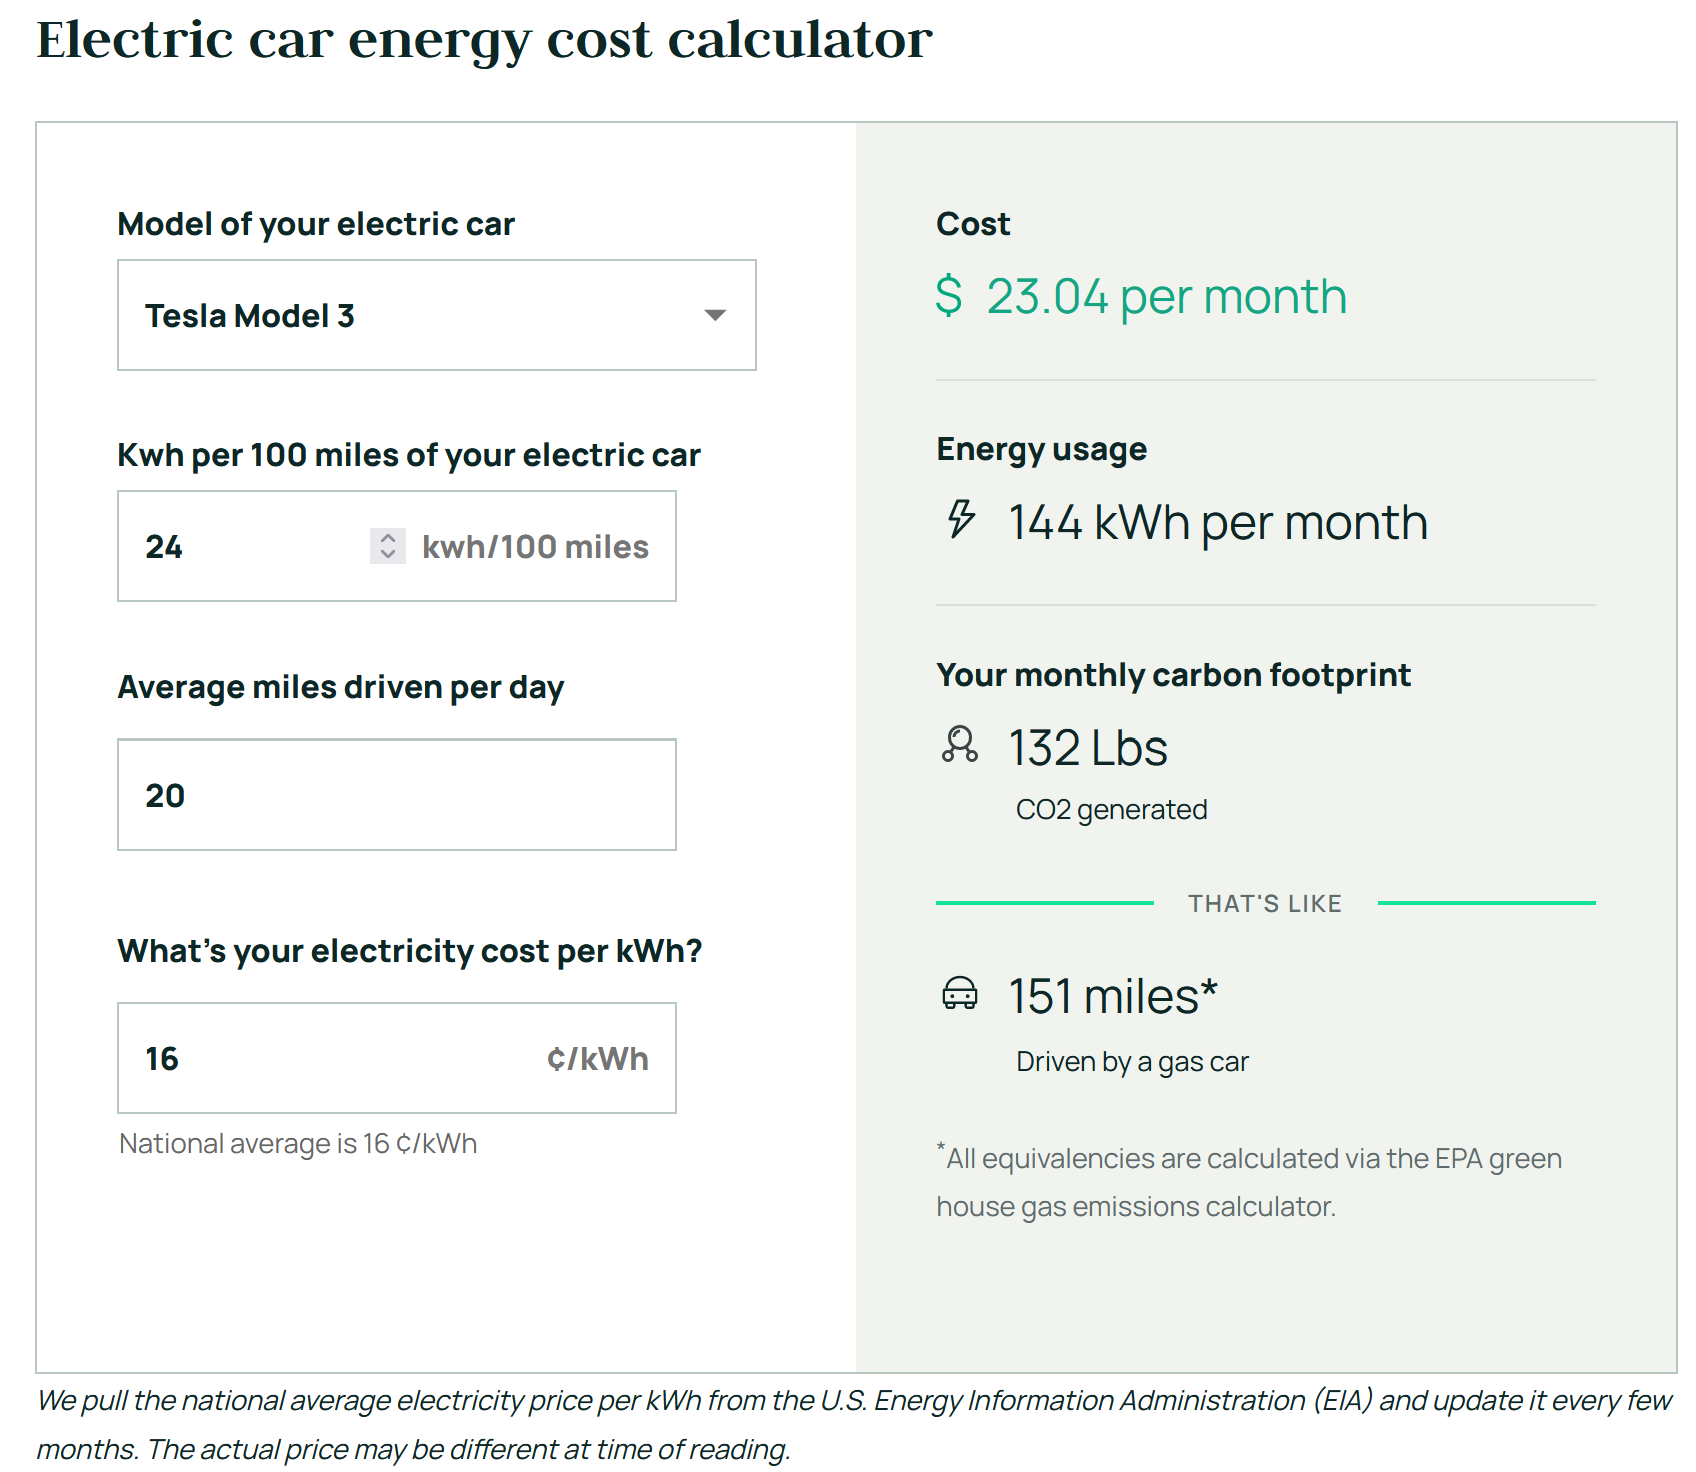 Electric car energy cost calculator
Model of your electric car
Tesla Model 3
Kwh per 100 miles of your electric car
24 kwh/100 miles
Average miles driven per day
20
What's your electricity cost per kWh?
16 ¢/kWh
National average is 16 ¢/kWh
Cost
$ 23.04 per month
Energy usage
144 kWh per month
Your monthly carbon footprint
132 Lbs
CO2 generated
THAT'S LIKE
151 miles*
Driven by a gas car
*All equivalencies are calculated via the EPA green
house gas emissions calculator.
We pull the national average electricity price per kWh from the U.S. Energy Information Administration (EIA) and update it every few
months. The actual price may be different at time of reading.